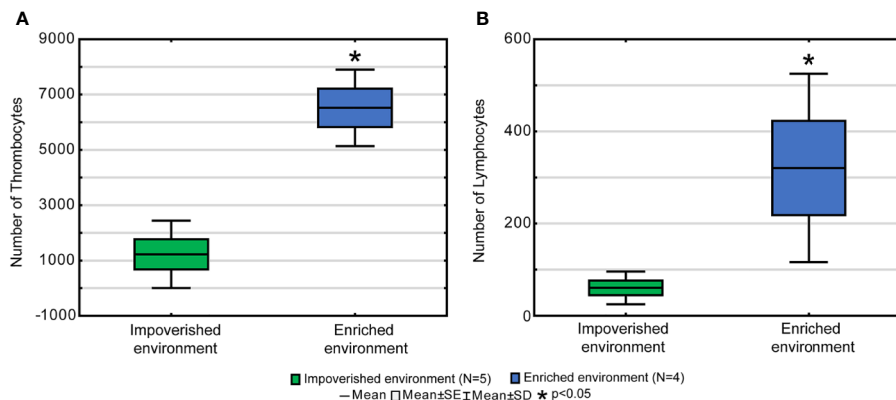 A
B
9000
7000
5000
3000
1000
-1000
Number of Thrombocytes
Impoverished
environment
Enriched
environment
*
600
400
200
0
Number of Lymphocytes
Impoverished
environment
Enriched
environment
*
Impoverished environment (N=5) Enriched environment (N=4)
Mean Mean±SE Mean±SD * p<0.05